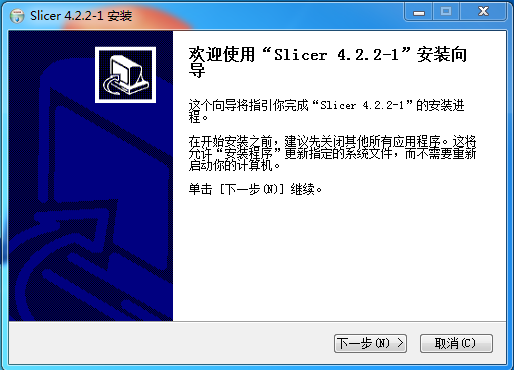 Slicer 4.2.2-1 安装
欢迎使用“Slicer 4.2.2-1”安装向
导
这个向导将指引你完成“Slicer 4.2.2-1”的安装进
程。
在开始安装之前，建议先关闭其他所有应用程序。这将
允许“安装程序”更新指定的系统文件，而不需要重新
启动你的计算机。
单击 [下一步(N)] 继续。
下一步(N) >
取消(C)